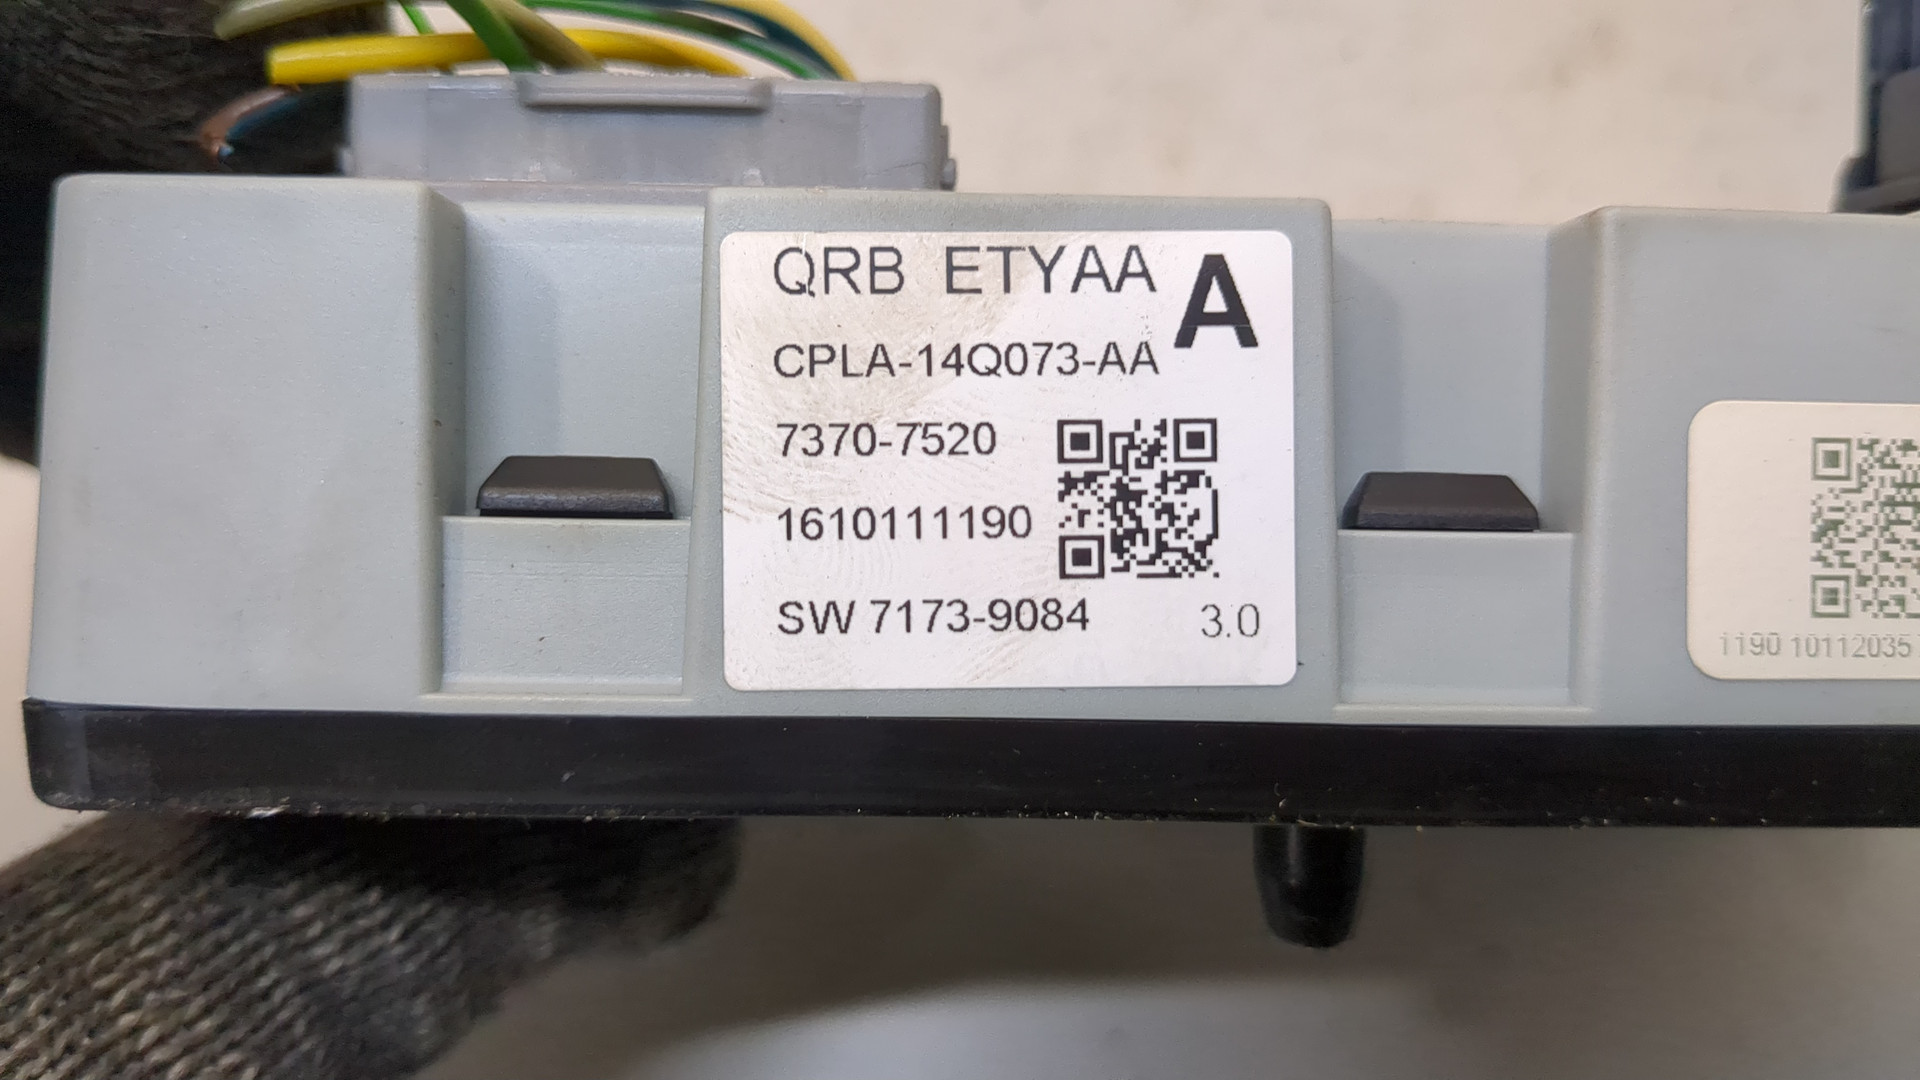 QRB ETYAA A
CPLA-14Q073-AA
7370-7520
1610111190
SW 7173-9084 3.0
1190 10112035